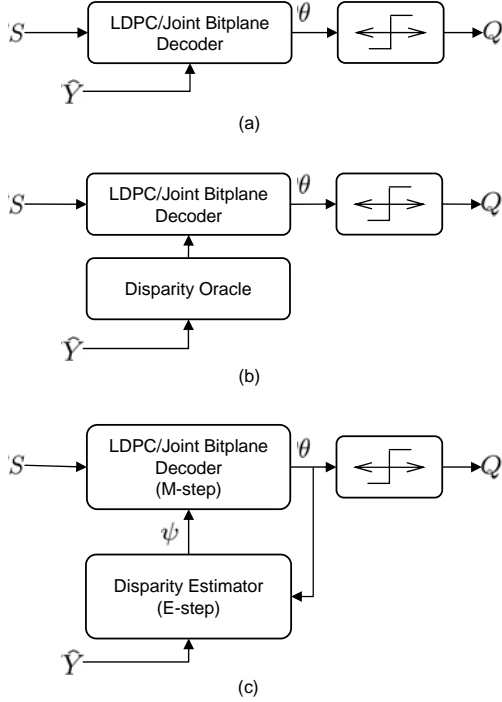 S
LDPC/Joint Bitplane
Decoder
θ
Q
Ŷ
(a)
S
LDPC/Joint Bitplane
Decoder
θ
Q
Disparity Oracle
Ŷ
(b)
S
LDPC/Joint Bitplane
Decoder
(M-step)
θ
Q
ψ
Disparity Estimator
(E-step)
Ŷ
(c)